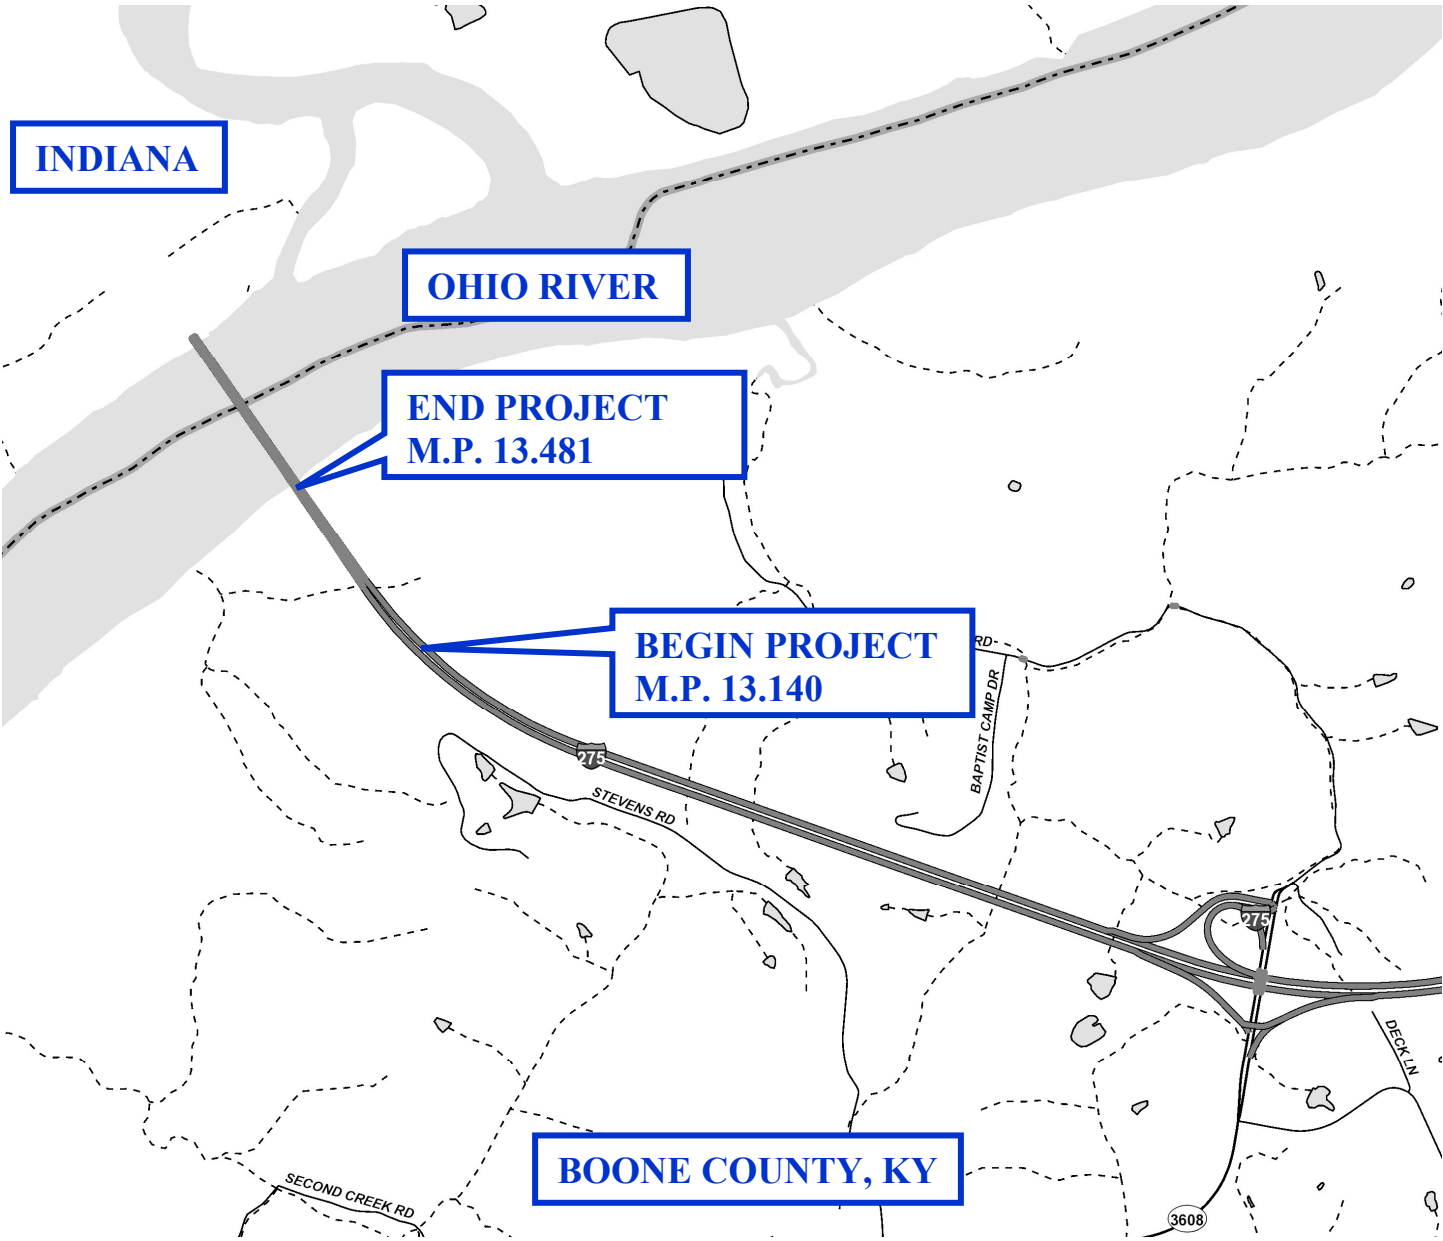 INDIANA
OHIO RIVER
END PROJECT
M.P. 13.481
BEGIN PROJECT
M.P. 13.140
RD
BAPTIST CAMP DR
275
STEVENS RD
275
DECK LN
BOONE COUNTY, KY
SECOND CREEK RD
3608